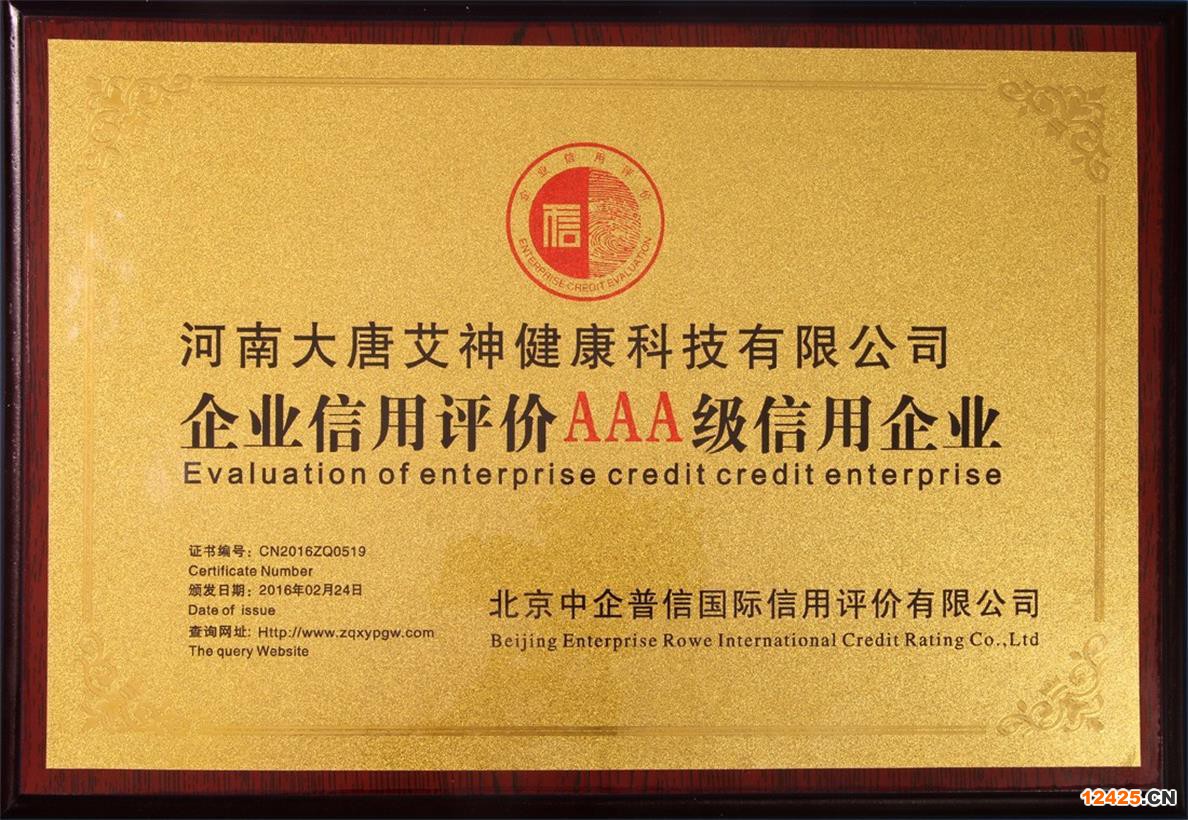 企业信用评价
信
ENTERPRISE CREDIT EVALUATION
河南大唐艾神健康科技有限公司
企业信用评价AAA级信用企业
Evaluation of enterprise credit credit enterprise
证书编号：CN2016ZQ0519
Certificate Number
颁发日期：2016年02月24日
Date of issue
查询网址：Http://www.zqxypgw.com
The query Website
北京中企普信国际信用评价有限公司
Beijing Enterprise Rowe International Credit Rating Co.,Ltd
12425.CN